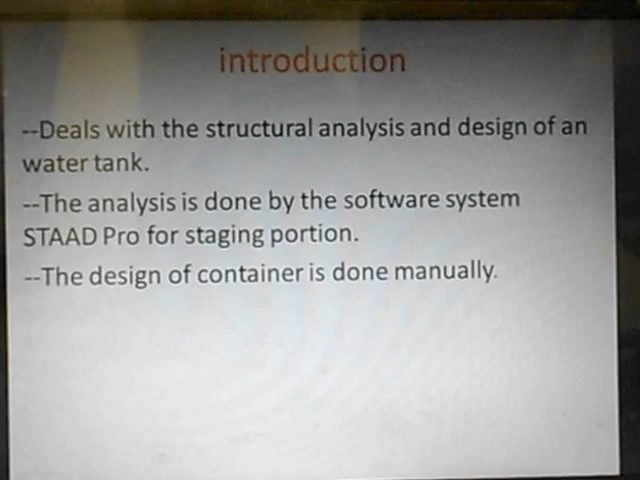 introduction
--Deals with the structural analysis and design of an
water tank.
--The analysis is done by the software system
STAAD Pro for staging portion.
--The design of container is done manually.